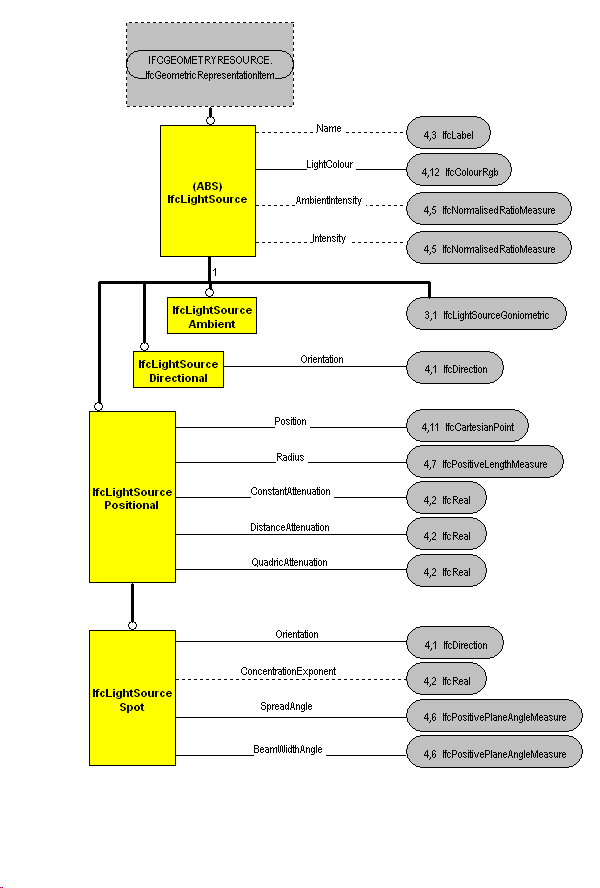 IFCGEOMETRYRESOURCE.
IfcGeometricRepresentationItem
Name
4,3 IfcLabel
(ABS)
IfcLightSource
LightColour
4,12 IfcColourRgb
AmbientIntensity
4,5 IfcNormalisedRatioMeasure
Intensity
4,5 IfcNormalisedRatioMeasure
1
IfcLightSource
Ambient
3,1 IfcLightSourceGoniometric
IfcLightSource
Directional
Orientation
4,1 IfcDirection
Position
4,11 IfcCartesianPoint
Radius
4,7 IfcPositiveLengthMeasure
IfcLightSource
Positional
ConstantAttenuation
4,2 IfcReal
DistanceAttenuation
4,2 IfcReal
QuadricAttenuation
4,2 IfcReal
Orientation
4,1 IfcDirection
ConcentrationExponent
4,2 IfcReal
IfcLightSource
Spot
SpreadAngle
4,6 IfcPositivePlaneAngleMeasure
BeamWidthAngle
4,6 IfcPositivePlaneAngleMeasure